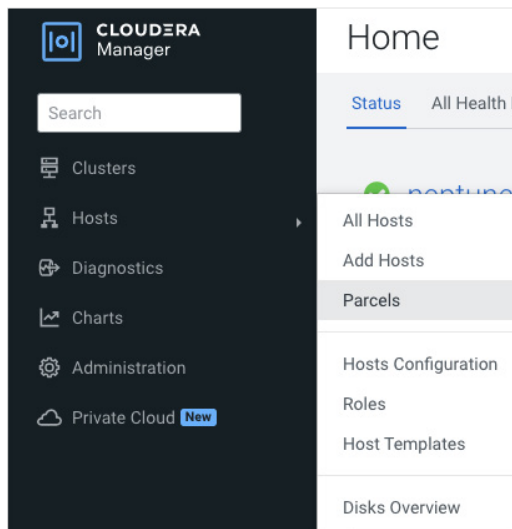 CLOUDERA
Manager
Search
Clusters
Hosts
Diagnostics
Charts
Administration
Private Cloud New
Home
Status All Health
neptune
All Hosts
Add Hosts
Parcels
Hosts Configuration
Roles
Host Templates
Disks Overview